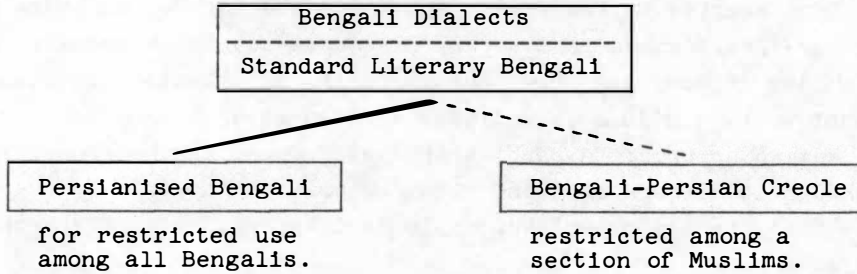 Bengali Dialects
Standard Literary Bengali
Persianised Bengali
for restricted use
among all Bengalis.
Bengali-Persian Creole
restricted among a
section of Muslims.